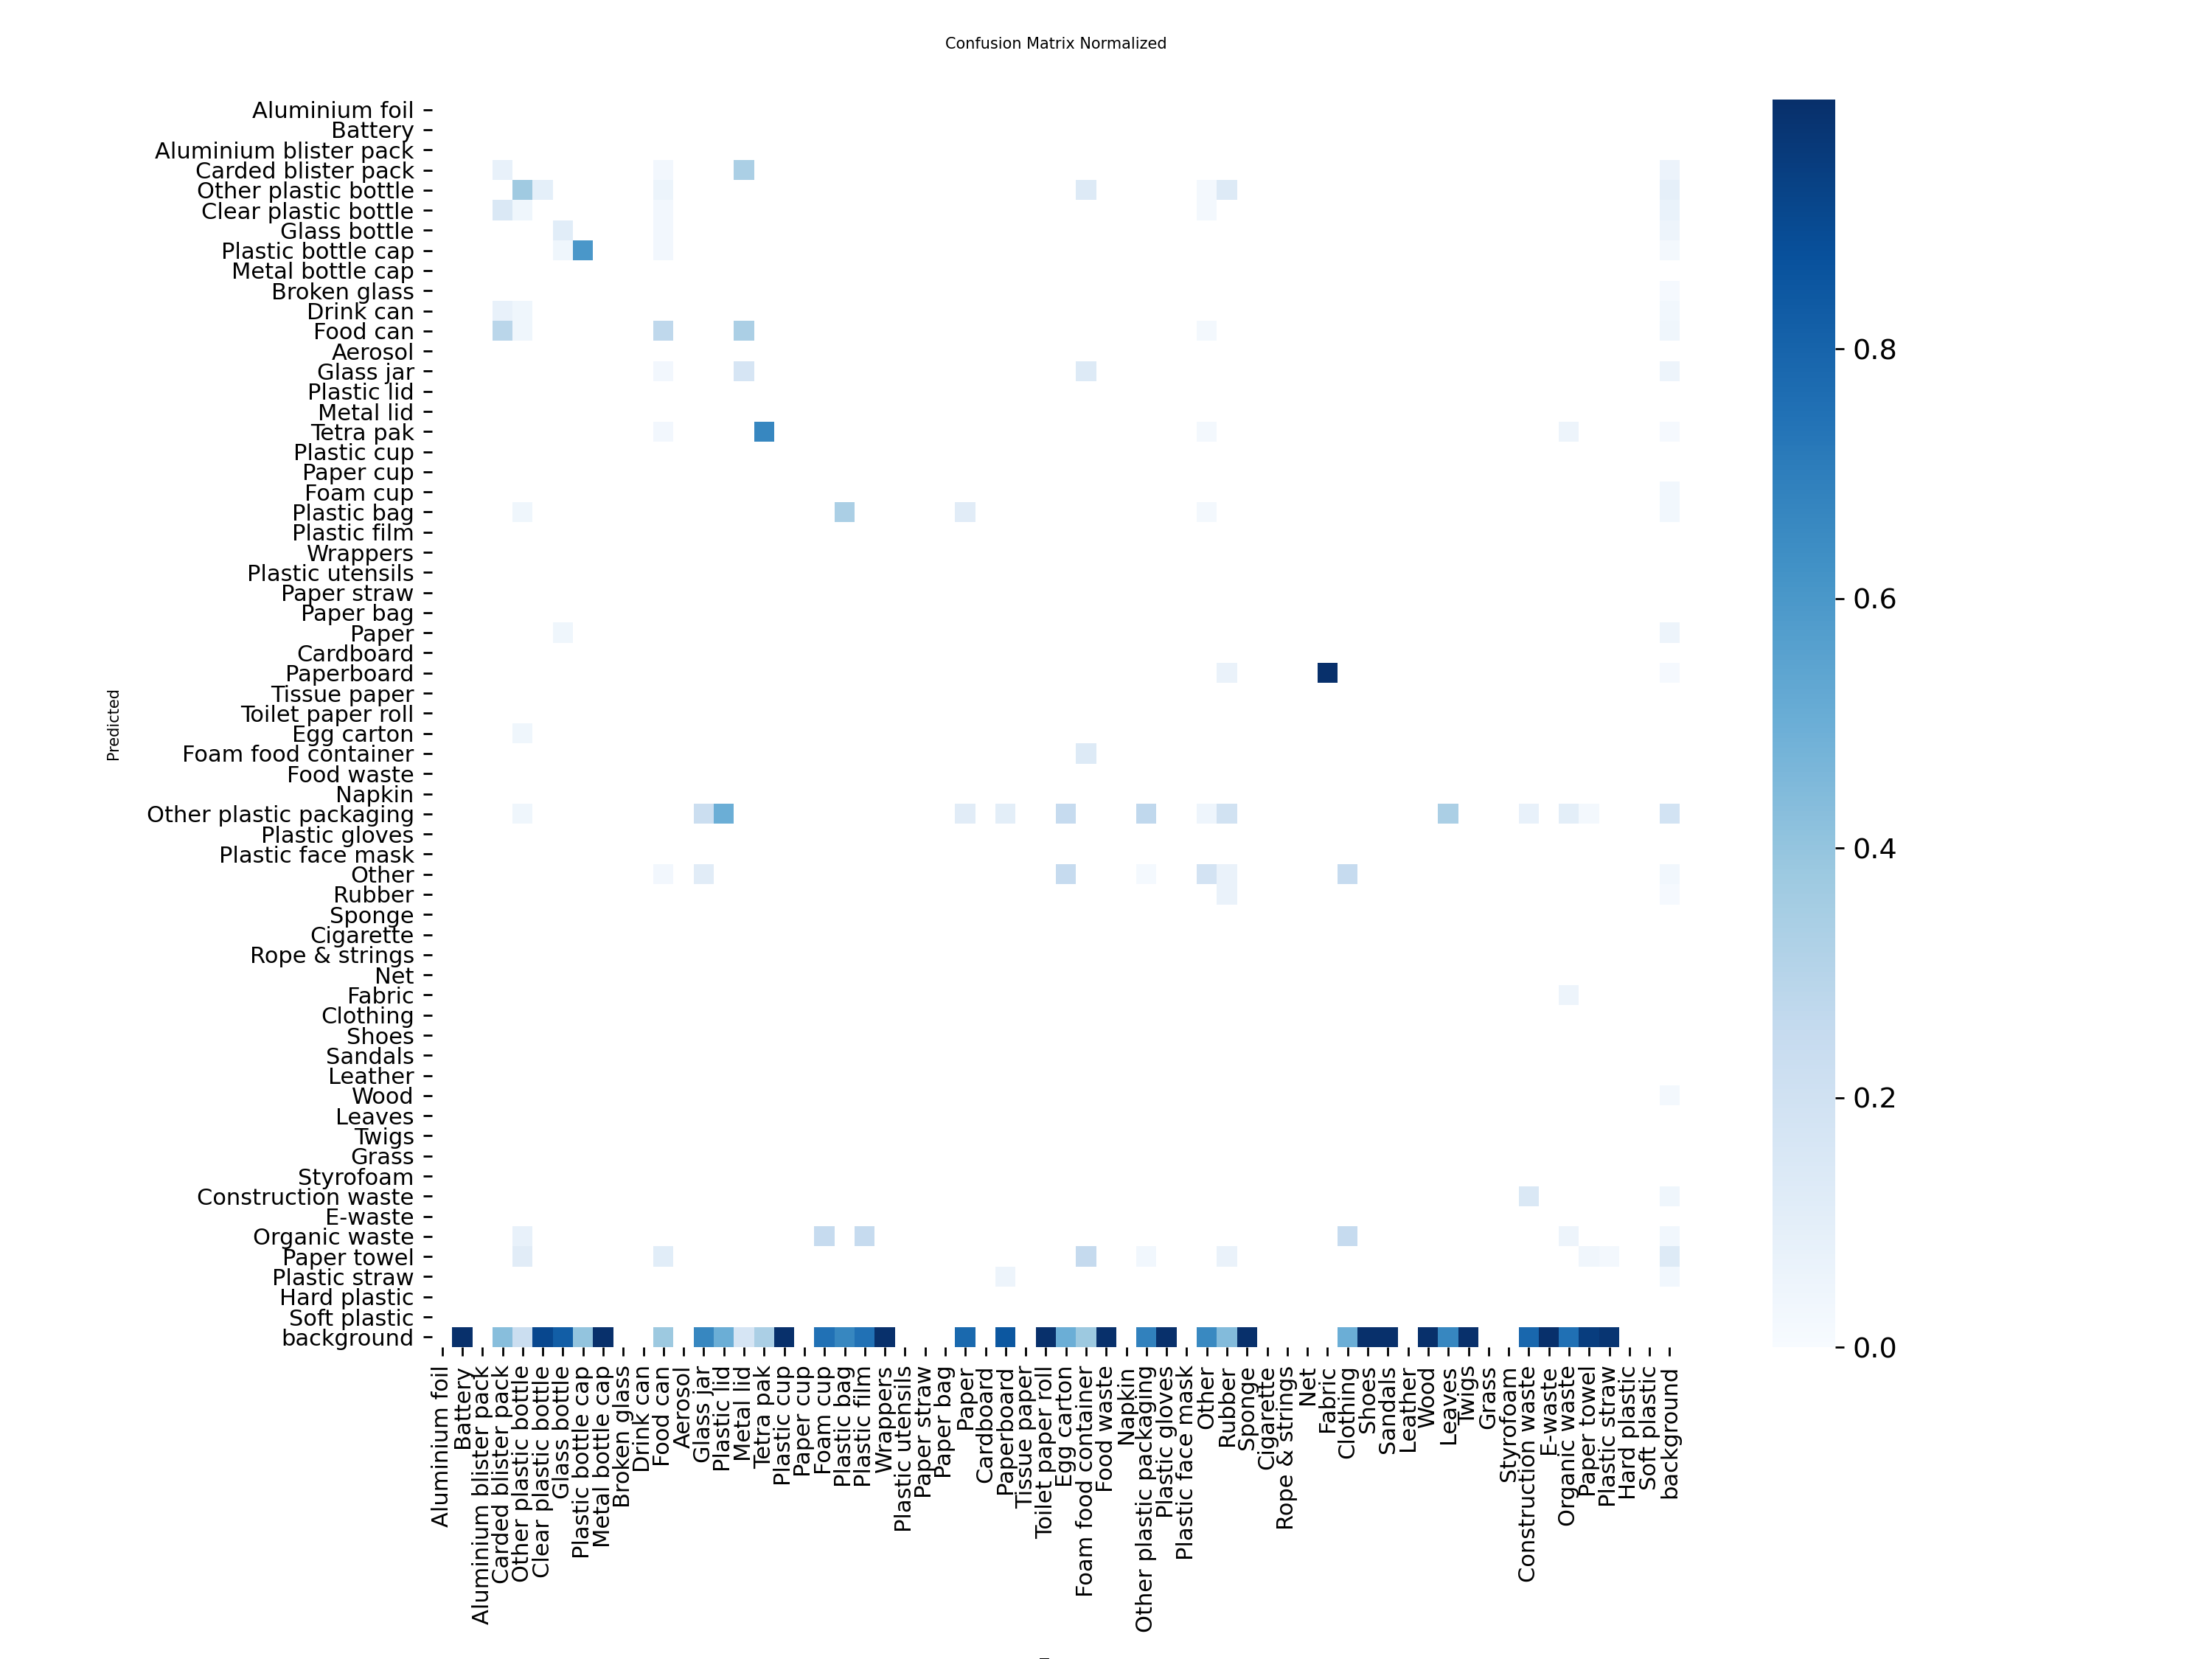 Confusion Matrix Normalized
Aluminium foil
Battery
Aluminium blister pack
Carded blister pack
Other plastic bottle
Clear plastic bottle
Glass bottle
Plastic bottle cap
Metal bottle cap
Broken glass
Drink can
Food can
Aerosol
Glass jar
Plastic lid
Metal lid
Tetra pak
Plastic cup
Paper cup
Foam cup
Plastic bag
Plastic film
Wrappers
Plastic utensils
Paper straw
Paper bag
Paper
Cardboard
Paperboard
Tissue paper
Toilet paper roll
Egg carton
Foam food container
Food waste
Napkin
Other plastic packaging
Plastic gloves
Plastic face mask
Other
Rubber
Sponge
Cigarette
Rope & strings
Net
Fabric
Clothing
Shoes
Sandals
Leather
Wood
Leaves
Twigs
Grass
Styrofoam
Construction waste
E-waste
Organic waste
Paper towel
Plastic straw
Hard plastic
Soft plastic
background
Predicted
0.8
0.6
0.4
0.2
0.0
Aluminium foil
Battery
Aluminium blister pack
Carded blister pack
Other plastic bottle
Clear plastic bottle
Glass bottle
Plastic bottle cap
Metal bottle cap
Broken glass
Drink can
Food can
Aerosol
Glass jar
Plastic lid
Metal lid
Tetra pak
Plastic cup
Paper cup
Foam cup
Plastic bag
Plastic film
Wrappers
Plastic utensils
Paper straw
Paper bag
Paper
Cardboard
Paperboard
Tissue paper
Toilet paper roll
Egg carton
Foam food container
Food waste
Napkin
Other plastic packaging
Plastic gloves
Plastic face mask
Other
Rubber
Sponge
Cigarette
Rope & strings
Net
Fabric
Clothing
Shoes
Sandals
Leather
Wood
Leaves
Twigs
Grass
Styrofoam
Construction waste
E-waste
Organic waste
Paper towel
Plastic straw
Hard plastic
Soft plastic
background